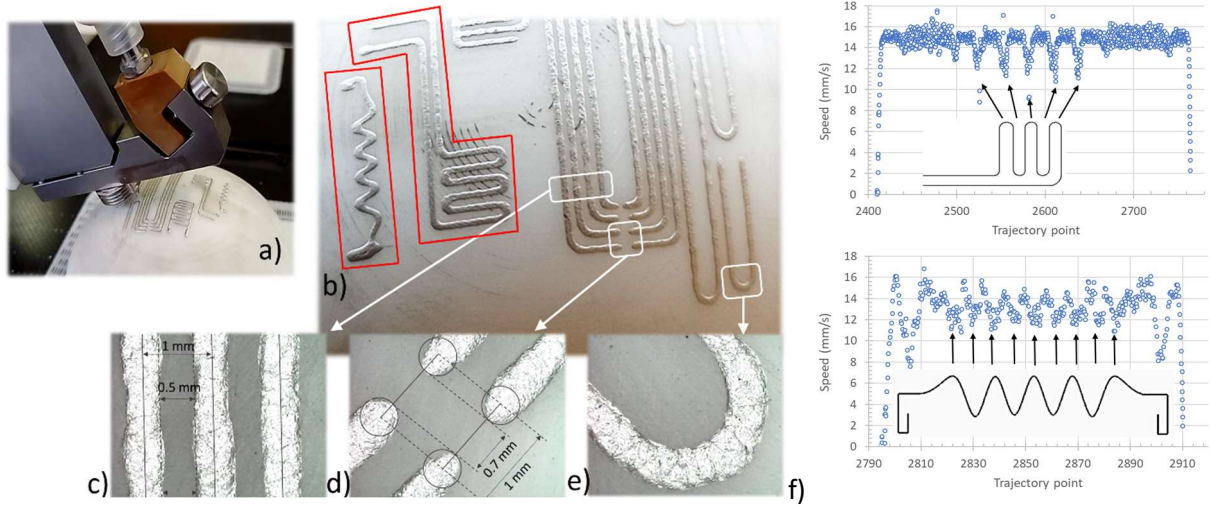 a)
b)
1 mm
0.5 mm
c)
0.7 mm
1 mm
d)
e)
18
16
14
12
10
8
6
4
2
0
Speed (mm/s)
2400 2500 2600 2700
Trajectory point
18
16
14
12
10
8
6
4
2
0
Speed (mm/s)
2790 2810 2830 2850 2870 2890 2910
Trajectory point
f)